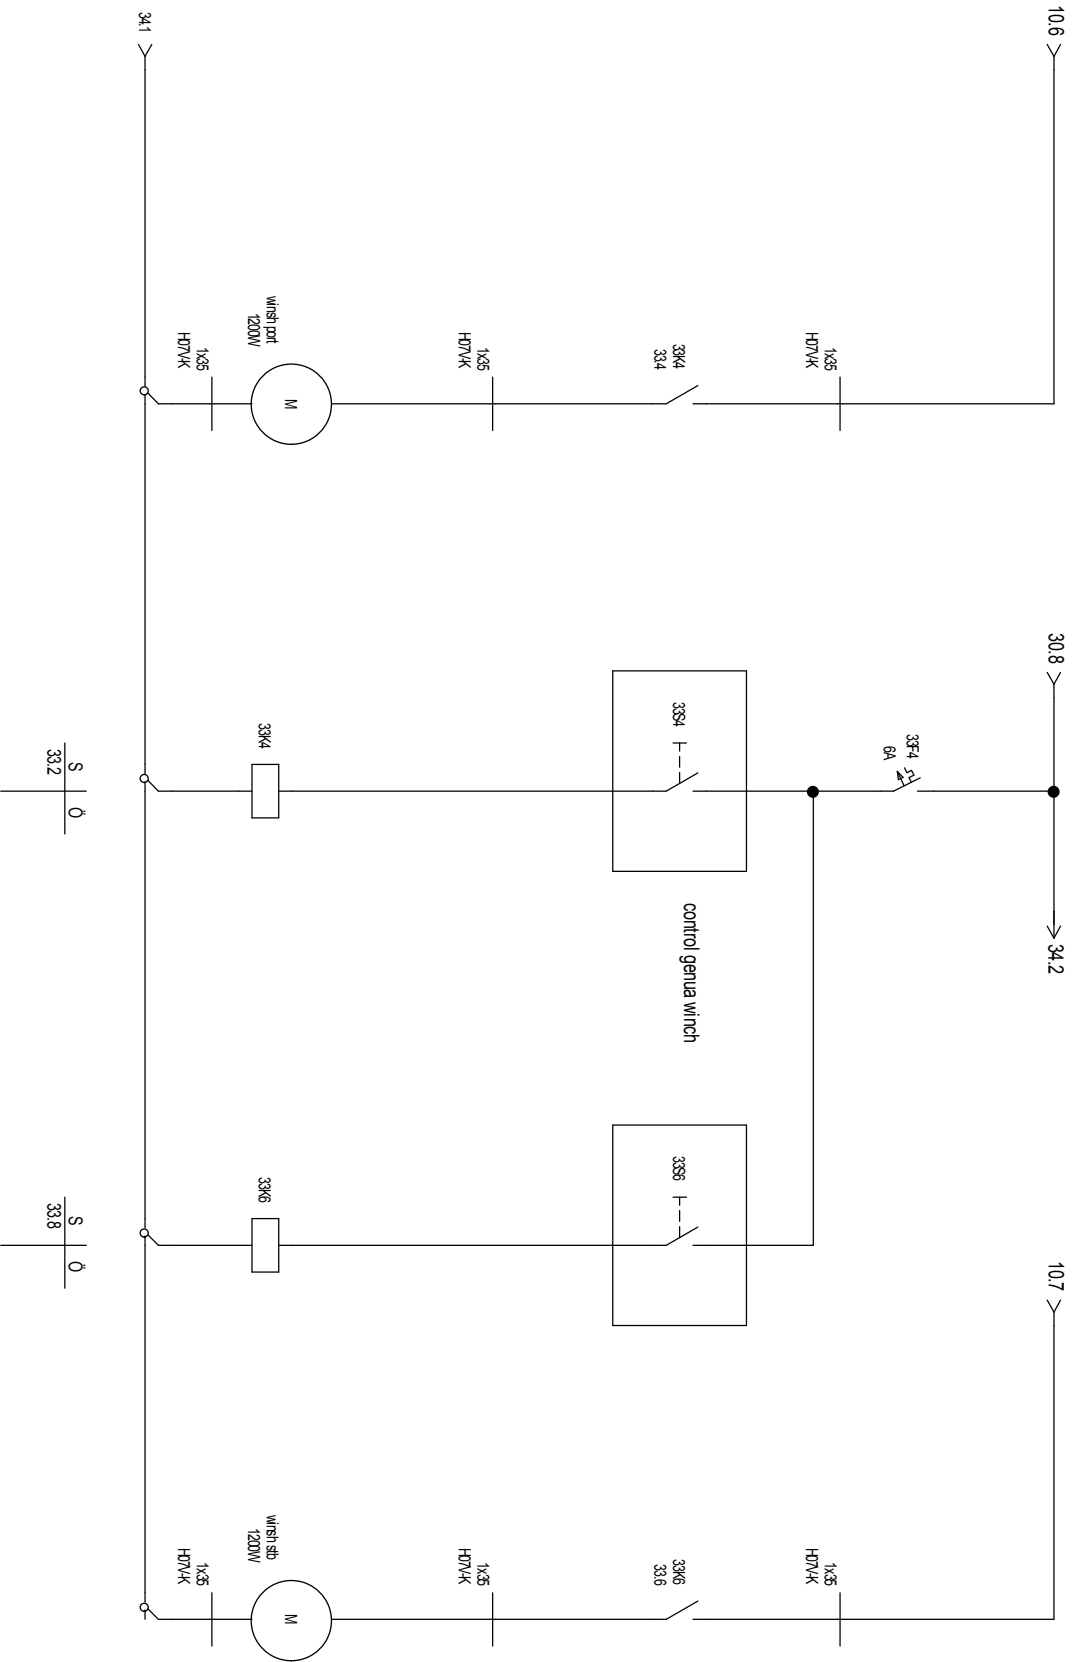 10.6
30.8
34.2
10.7
33F4
6A
1x35
H07V-K
1x35
H07V-K
33K4
33.4
33S4
control genua winch
33S6
33K6
33.6
1x35
H07V-K
1x35
H07V-K
winsh port
1200W
M
33K4
33K6
winsh stb
1200W
M
1x35
H07V-K
1x35
H07V-K
34.1
S Ö
33.2
S Ö
33.8